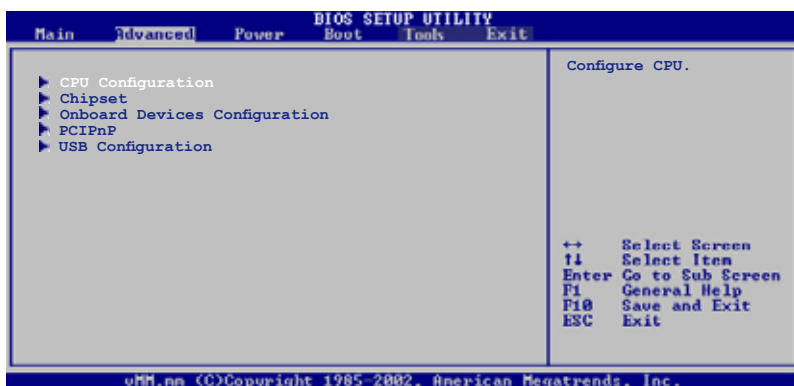 BIOS SETUP UTILITY
Main Advanced Power Boot Tools Exit
CPU Configuration
Chipset
Onboard Devices Configuration
PCIPnP
USB Configuration
Configure CPU.
↔ Select Screen
↑↓ Select Item
Enter Go to Sub Screen
F1 General Help
F10 Save and Exit
ESC Exit
vMM.nn (C)Copyright 1985-2002, American Megatrends, Inc.